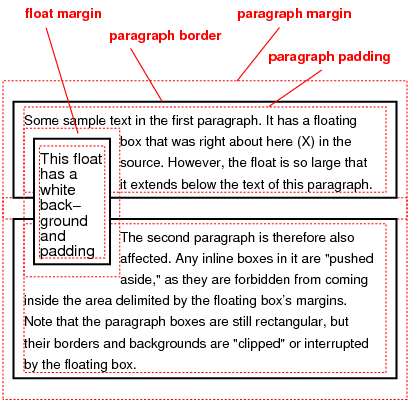 float margin
paragraph margin
paragraph border
paragraph padding
Some sample text in the first paragraph. It has a floating
box that was right about here (X) in the
source. However, the float is so large that
it extends below the text of this paragraph.
This float
has a
white
back–
ground
and
padding
The second paragraph is therefore also
affected. Any inline boxes in it are "pushed
aside," as they are forbidden from coming
inside the area delimited by the floating box's margins.
Note that the paragraph boxes are still rectangular, but
their borders and backgrounds are "clipped" or interrupted
by the floating box.